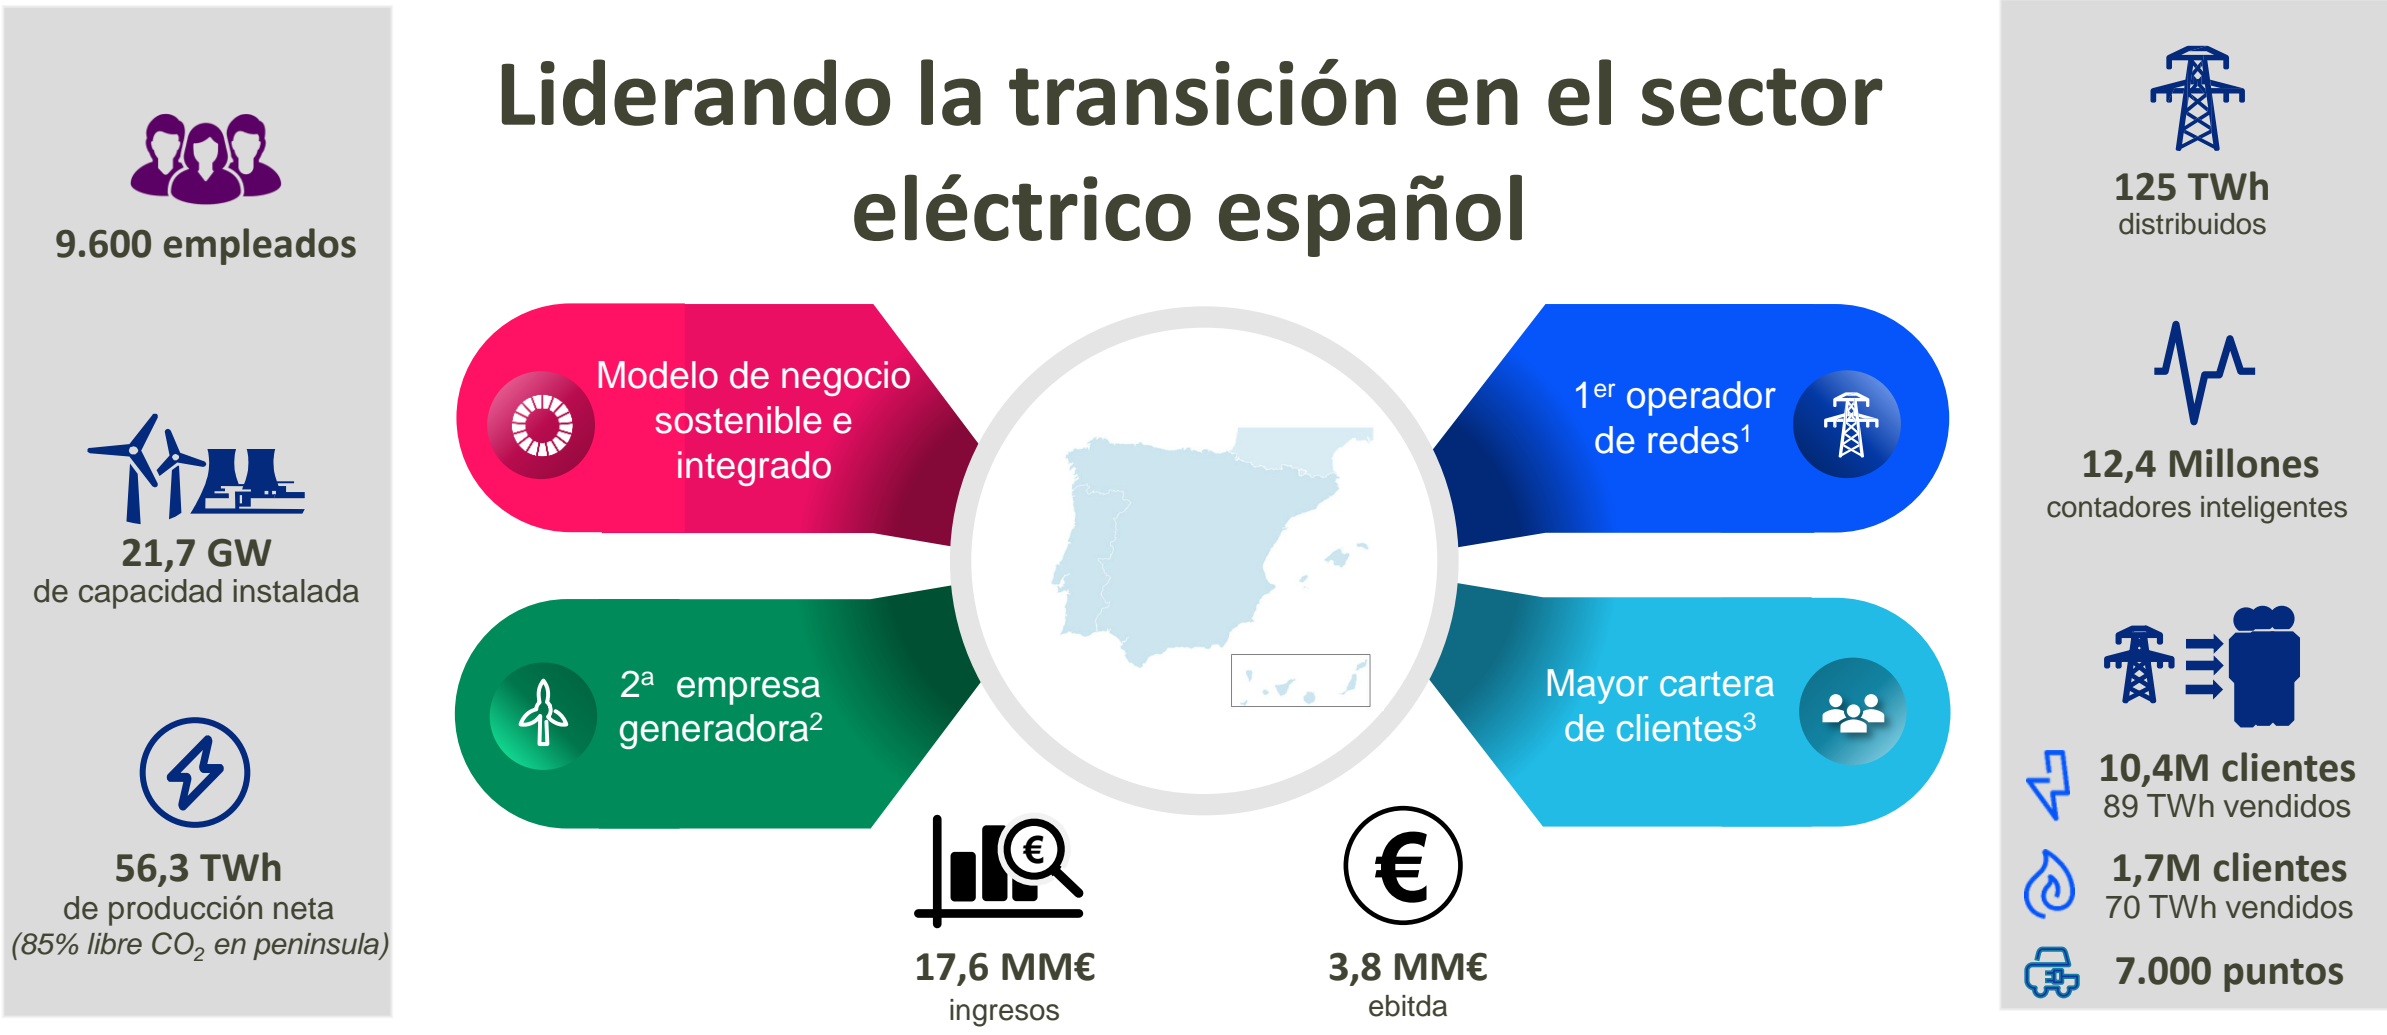 Liderando la transición en el sector
eléctrico español
9.600 empleados
21,7 GW
de capacidad instalada
56,3 TWh
de producción neta
(85% libre CO₂ en peninsula)
Modelo de negocio
sostenible e
integrado
2ª empresa
generadora²
1er operador
de redes¹
Mayor cartera
de clientes³
€
17,6 MM€
ingresos
€
3,8 MM€
ebitda
125 TWh
distribuidos
12,4 Millones
contadores inteligentes
10,4M clientes
89 TWh vendidos
1,7M clientes
70 TWh vendidos
7.000 puntos